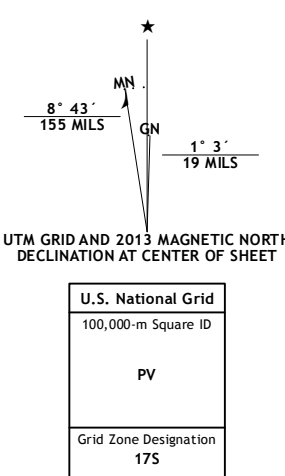 ★
MN
8° 43´
155 MILS
GN
1° 3´
19 MILS
UTM GRID AND 2013 MAGNETIC NORTH
DECLINATION AT CENTER OF SHEET
U.S. National Grid
100,000-m Square ID
PV
Grid Zone Designation
17S